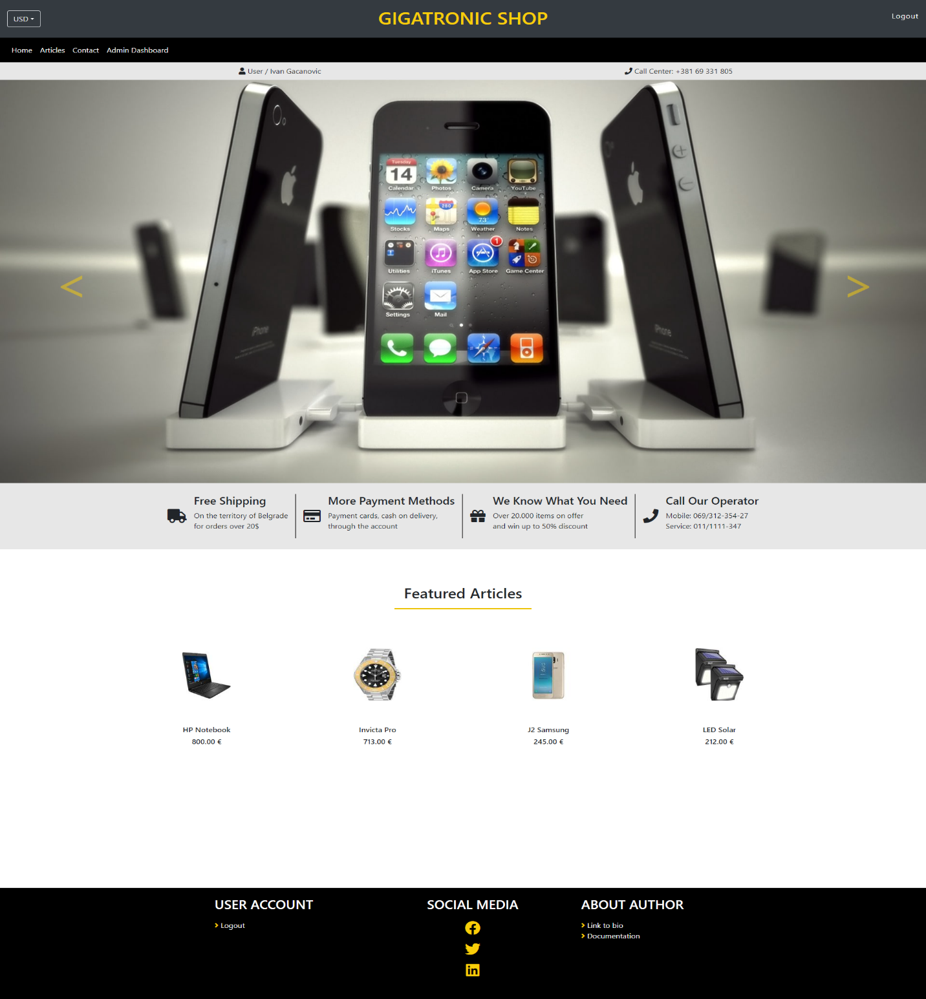 USD
GIGATRONIC SHOP
Logout
Home Articles Contact Admin Dashboard
User / Ivan Gacanovic
Call Center: +381 69 331 805
Tuesday
14
Calendar Photos Camera YouTube
280
73°
Stocks Maps Weather Notes
1
Utilities iTunes App Store Game Center
Settings Mail
iPhone
iPhone
< >
Free Shipping
On the territory of Belgrade
for orders over 20$
More Payment Methods
Payment cards, cash on delivery,
through the account
We Know What You Need
Over 20.000 items on offer
and win up to 50% discount
Call Our Operator
Mobile: 069/312-354-27
Service: 011/1111-347
Featured Articles
HP Notebook
800.00 €
Invicta Pro
713.00 €
J2 Samsung
245.00 €
LED Solar
212.00 €
USER ACCOUNT
Logout
SOCIAL MEDIA
ABOUT AUTHOR
Link to bio
Documentation